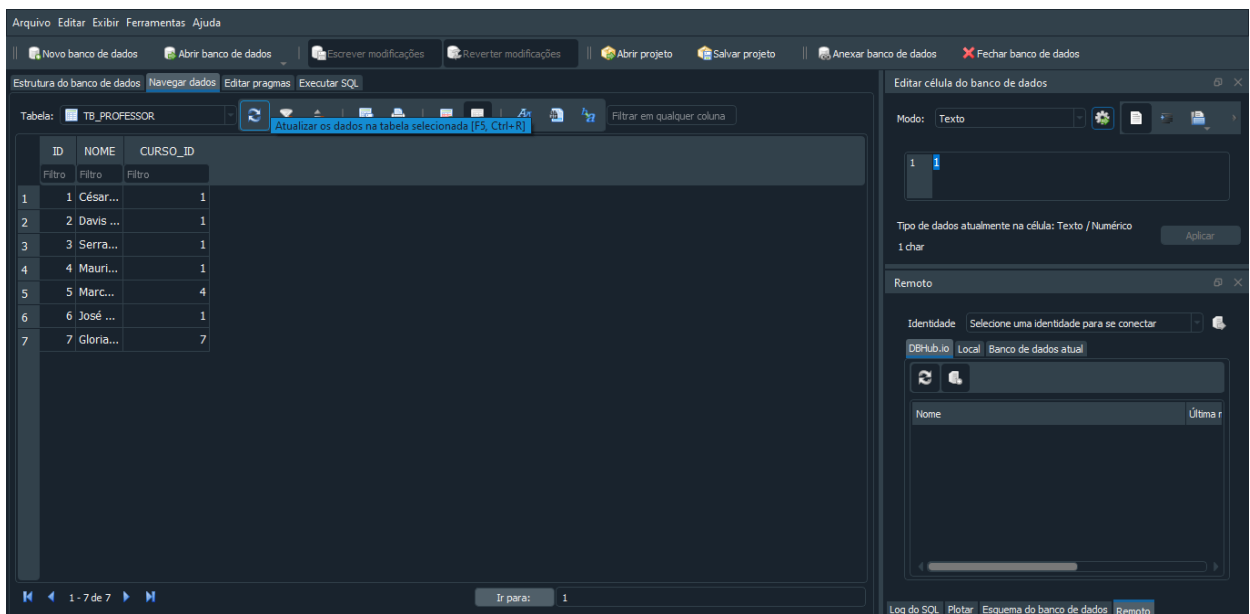 Arquivo Editar Exibir Ferramentas Ajuda
Novo banco de dados Abrir banco de dados Escrever modificações Reverter modificações Abrir projeto Salvar projeto Anexar banco de dados Fechar banco de dados
Estrutura do banco de dados Navegar dados Editar pragmas Executar SQL
Tabela: TB_PROFESSOR Filtrar em qualquer coluna
Atualizar os dados na tabela selecionada [F5, Ctrl+R]
ID NOME CURSO_ID
Filtro Filtro Filtro
1 1 César... 1
2 2 Davis ... 1
3 3 Serra... 1
4 4 Mauri... 1
5 5 Marc... 4
6 6 José ... 1
7 7 Gloria... 7
1 - 7 de 7 Ir para: 1
Editar célula do banco de dados
Modo: Texto
1 1
Tipo de dados atualmente na célula: Texto / Numérico
1 char
Aplicar
Remoto
Identidade Selecione uma identidade para se conectar
DBHub.io Local Banco de dados atual
Nome Última
Log do SQL Plotar Esquema do banco de dados Remoto